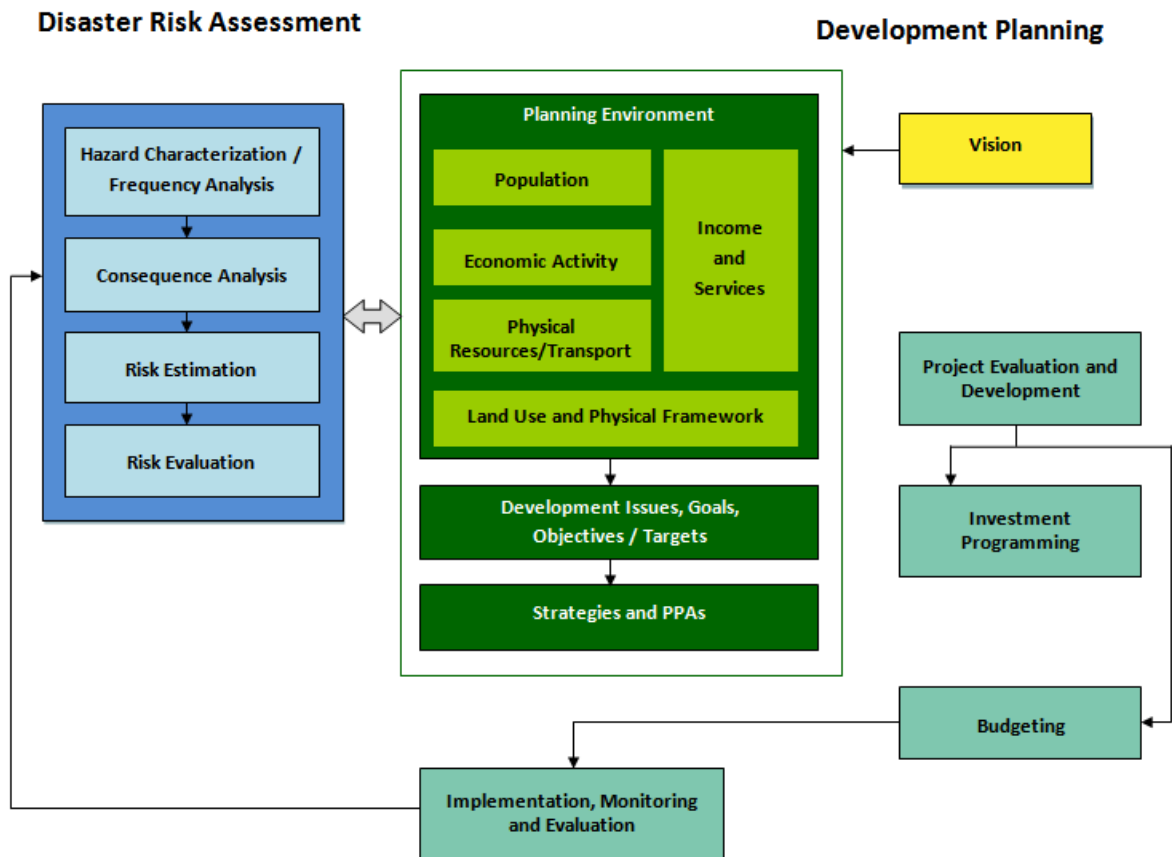 Disaster Risk Assessment
Development Planning
Hazard Characterization /
Frequency Analysis
Consequence Analysis
Risk Estimation
Risk Evaluation
Planning Environment
Population
Economic Activity
Physical
Resources/Transport
Income
and
Services
Land Use and Physical Framework
Development Issues, Goals,
Objectives / Targets
Strategies and PPAs
Vision
Project Evaluation and
Development
Investment
Programming
Budgeting
Implementation, Monitoring
and Evaluation